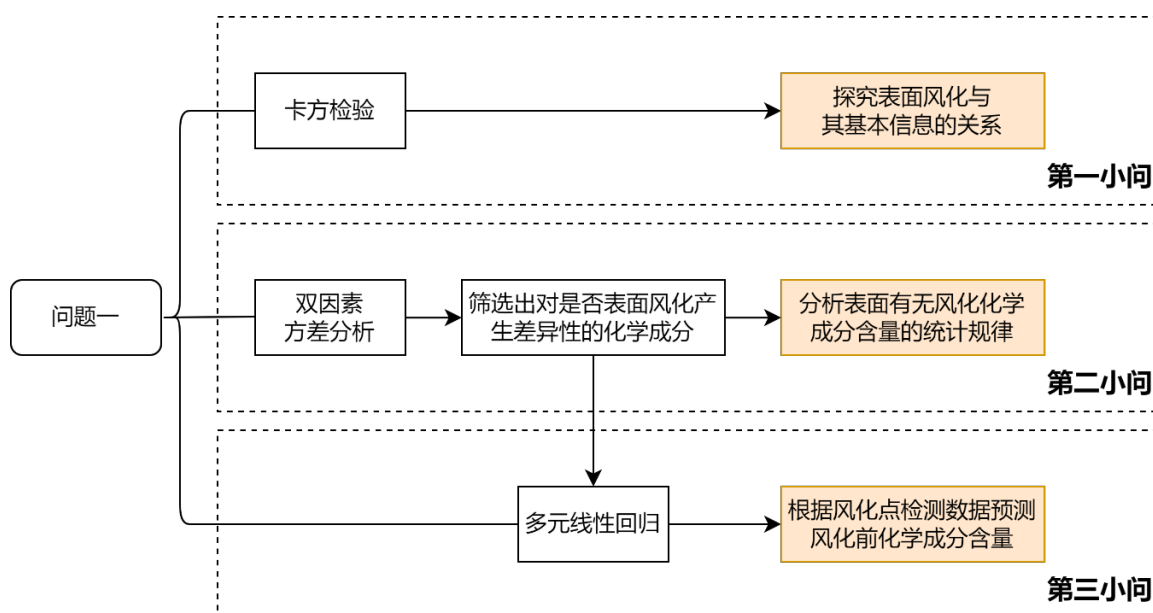 卡方检验
探究表面风化与
其基本信息的关系
第一小问
问题一
双因素
方差分析
筛选出对是否表面风化产
生差异性的化学成分
分析表面有无风化化学
成分含量的统计规律
第二小问
多元线性回归
根据风化点检测数据预测
风化前化学成分含量
第三小问